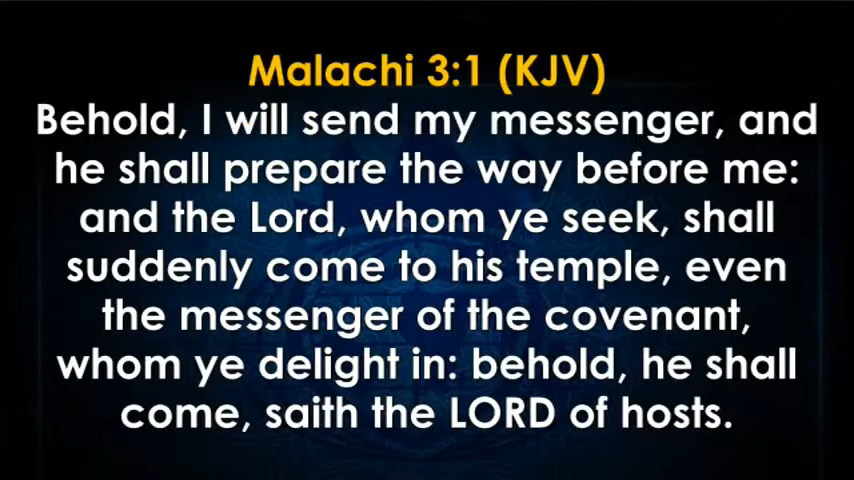 Malachi 3:1 (KJV)
Behold, I will send my messenger, and
he shall prepare the way before me:
and the Lord, whom ye seek, shall
suddenly come to his temple, even
the messenger of the covenant,
whom ye delight in: behold, he shall
come, saith the LORD of hosts.